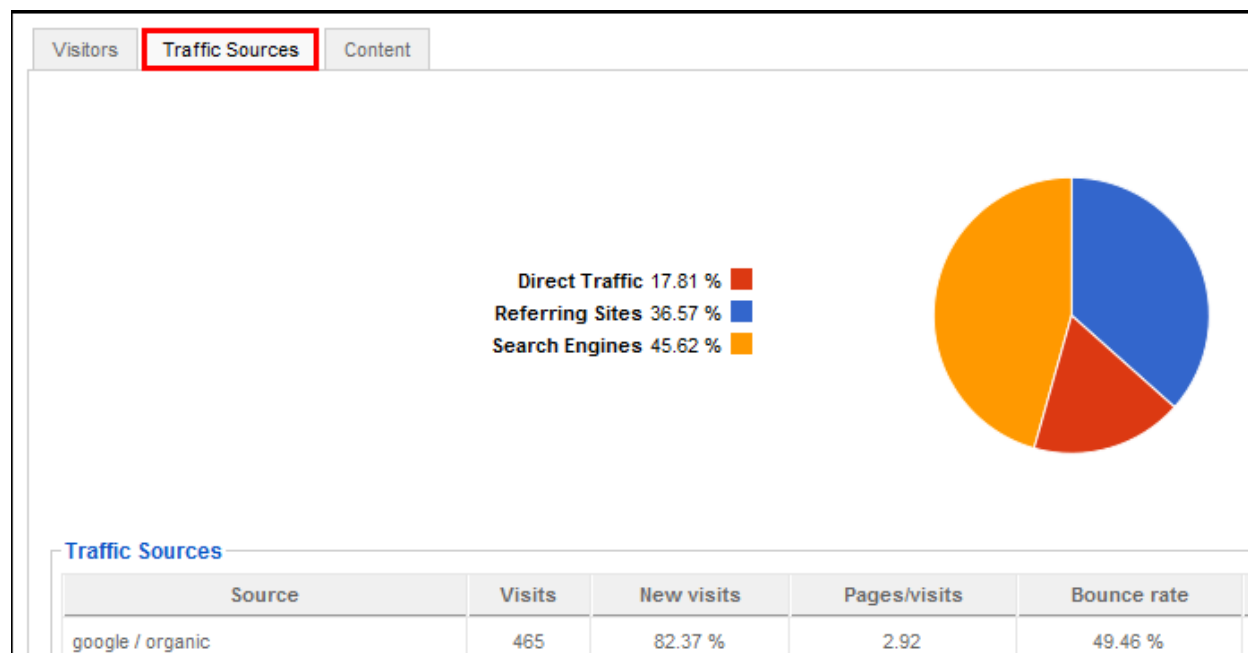 Visitors Traffic Sources Content
Direct Traffic 17.81 %
Referring Sites 36.57 %
Search Engines 45.62 %
Traffic Sources
Source Visits New visits Pages/visits Bounce rate
google / organic 465 82.37 % 2.92 49.46 %